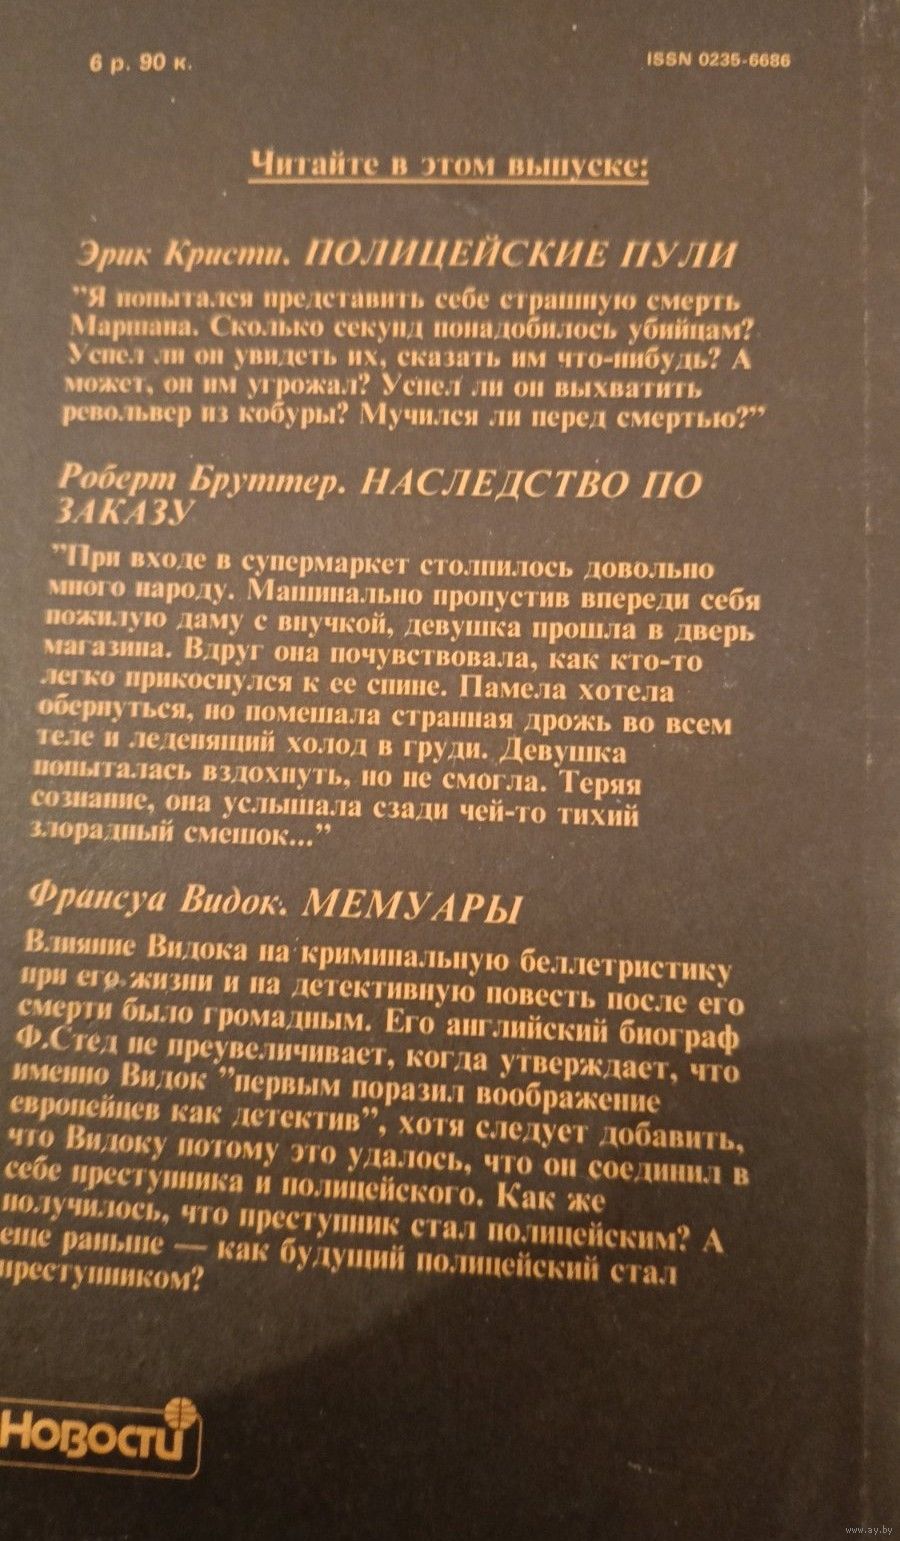 6 р. 90 к.
ISSN 0235-6686
Читайте в этом выпуске:
Эрик Кристи. ПОЛИЦЕЙСКИЕ ПУЛИ
"Я попытался представить себе страшную смерть
Маршана. Сколько секунд понадобилось убийцам?
Успел ли он увидеть их, сказать им что-нибудь? А
может, он им угрожал? Успел ли он выхватить
револьвер из кобуры? Мучился ли перед смертью?"
Роберт Бруттер. НАСЛЕДСТВО ПО
ЗАКАЗУ
"При входе в супермаркет столпилось довольно
много народу. Машинально пропустив впереди себя
пожилую даму с внучкой, девушка прошла в дверь
магазина. Вдруг она почувствовала, как кто-то
легко прикоснулся к ее спине. Памела хотела
обернуться, но помешала странная дрожь во всем
теле и леденящий холод в груди. Девушка
попыталась вздохнуть, но не смогла. Теряя
сознание, она услышала сзади чей-то тихий
злорадный смешок..."
Франсуа Видок. МЕМУАРЫ
Влияние Видока на криминальную беллетристику
при его жизни и на детективную повесть после его
смерти было громадным. Его английский биограф
Ф.Стед не преувеличивает, когда утверждает, что
именно Видок "первым поразил воображение
европейцев как детектив", хотя следует добавить,
что Видоку потому это удалось, что он соединил в
себе преступника и полицейского. Как же
получилось, что преступник стал полицейским? А
еще раньше — как будущий полицейский стал
преступником?
Новости
www.ay.by